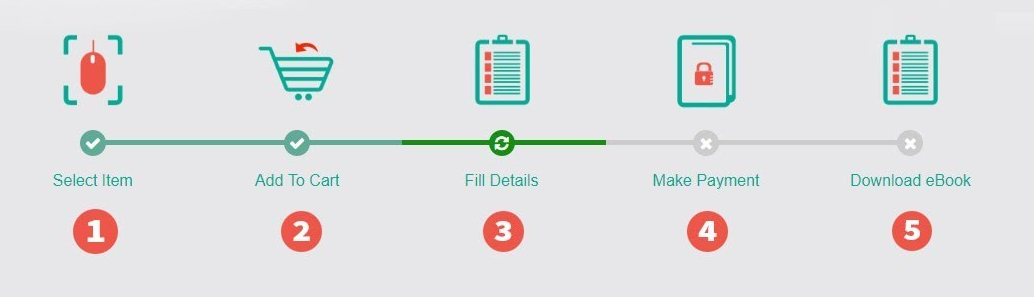 Select Item
Add To Cart
Fill Details
Make Payment
Download eBook
1
2
3
4
5